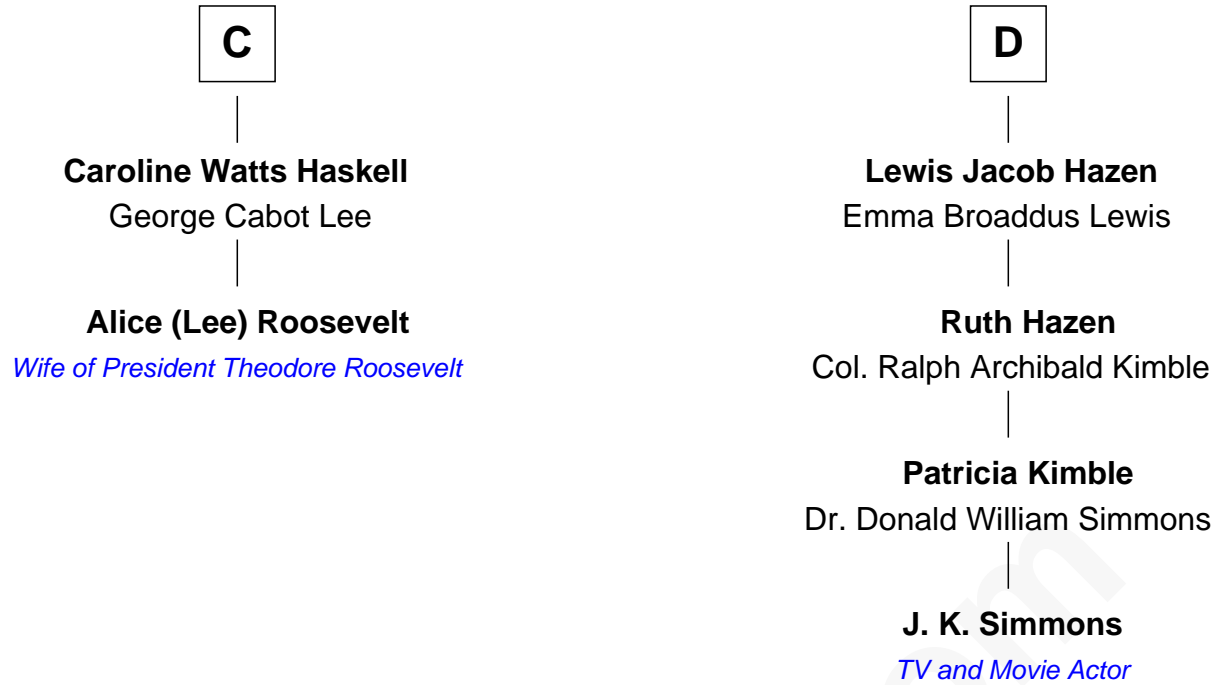 C
Caroline Watts Haskell
George Cabot Lee
Alice (Lee) Roosevelt
Wife of President Theodore Roosevelt
D
Lewis Jacob Hazen
Emma Broaddus Lewis
Ruth Hazen
Col. Ralph Archibald Kimble
Patricia Kimble
Dr. Donald William Simmons
J. K. Simmons
TV and Movie Actor